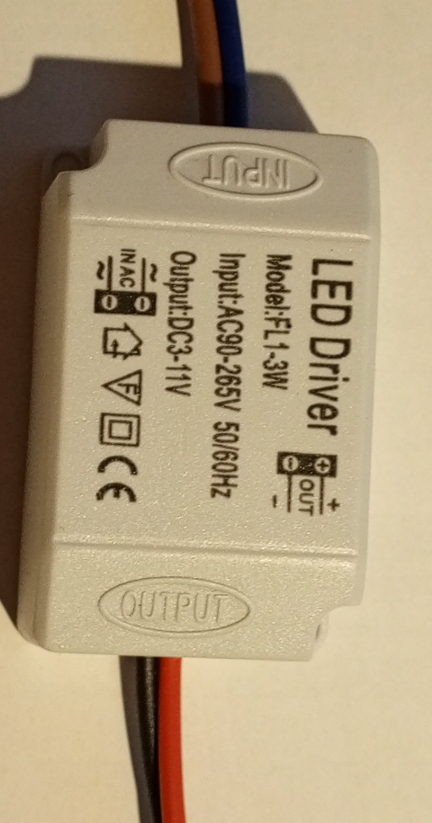 INPUT
LED Driver
+
OUT
-
Model:FL1-3W
Input:AC90-265V 50/60Hz
Output:DC3-11V
~
IN AC
~
F
CE
OUTPUT